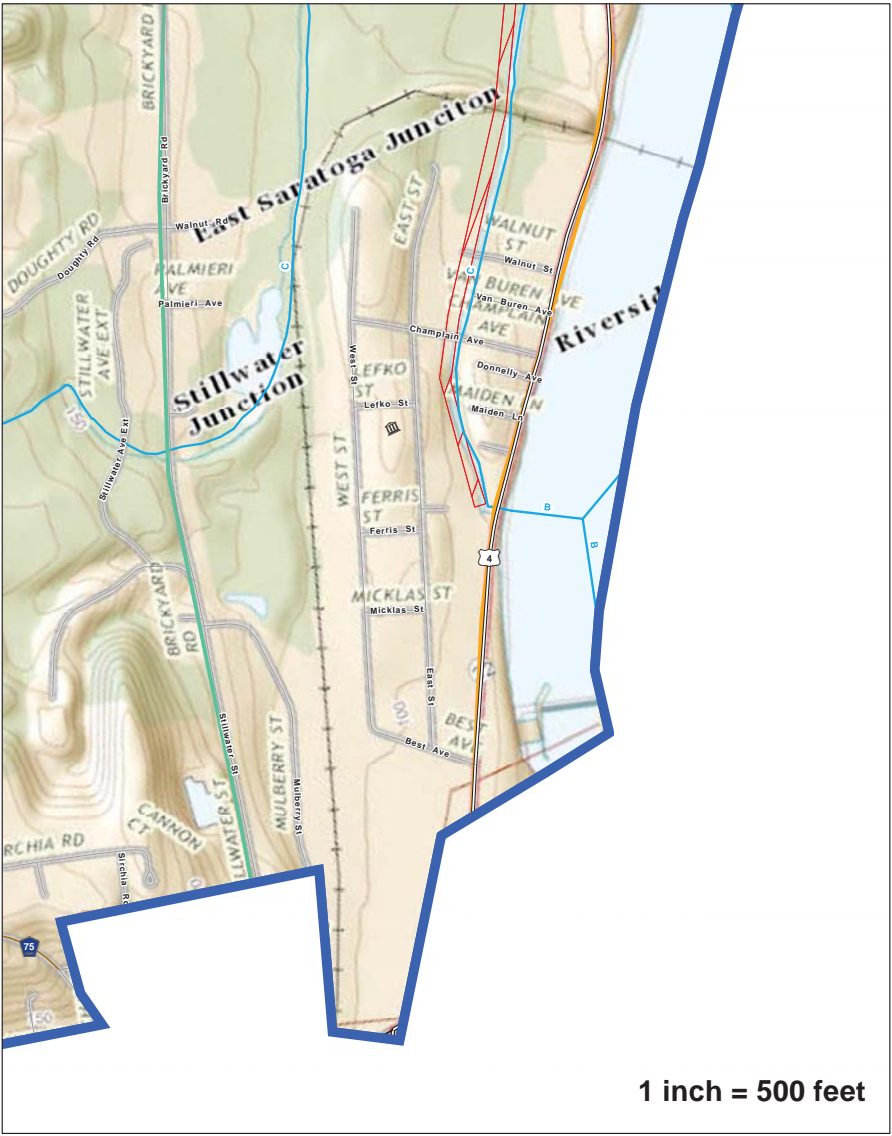 BRICKYARD
Brickyard Rd
East Saratoga Junciton
EAST ST
DOUGHTY RD
Doughty Rd
Walnut Rd
WALNUT
ST
Walnut St
C
C
PALMIERI
AVE
Palmieri Ave
VAN BUREN AVE
Van Buren Ave
CHAMPLAIN
AVE
Champlain Ave
Riversid
STILLWATER
AVE EXT
Stillwater
Junction
West St
LEFKO
ST
Lefko St
Donnelly Ave
MAIDEN LN
Maiden Ln
150
Stillwater Ave Ext
WEST ST
FERRIS
ST
Ferris St
B
B
4
BRICKYARD
RD
MICKLAS ST
Micklas St
East St
100
BEST
AVE
Best Ave
Stillwater St
MULBERRY ST
Mulberry St
CANNON
CT
LLWATER ST
RCHIA RD
Sirchia Rd
75
50
1 inch = 500 feet